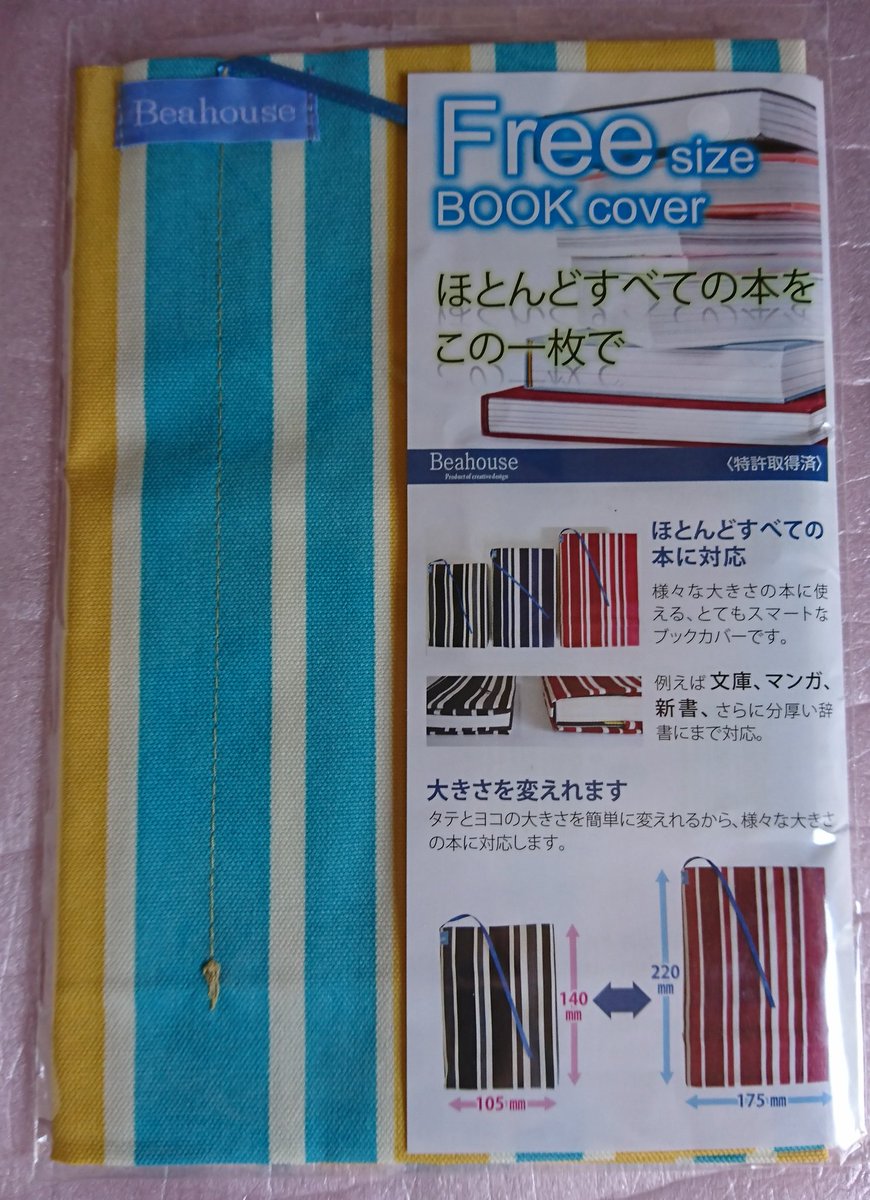 Beahouse
Free size
BOOK cover
ほとんどすべての本を
この一枚で
Beahouse
Product of creative design
〈特許取得済〉
ほとんどすべての
本に対応
様々な大きさの本に使
える、とてもスマートな
ブックカバーです。
例えば 文庫、マンガ、
新書、さらに分厚い辞
書にまで対応。
大きさを変えれます
タテとヨコの大きさを簡単に変えれるから、様々な大きさ
の本に対応します。
140
mm
105 mm
220
mm
175 mm